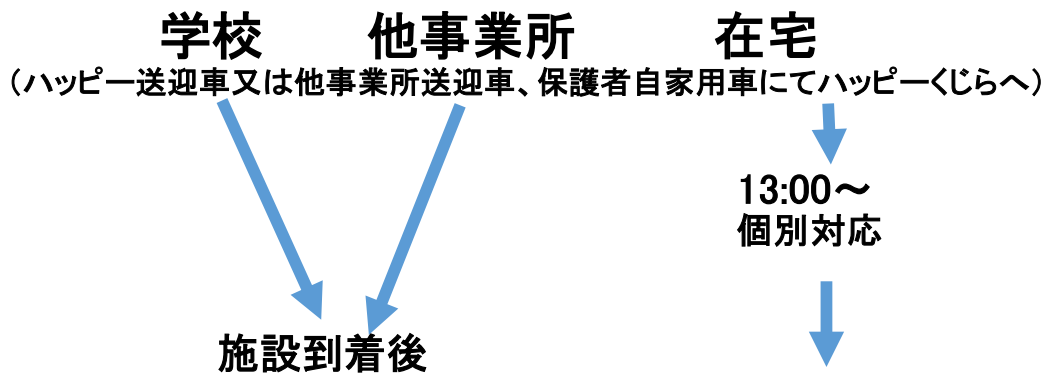 学校 他事業所 在宅
（ハッピー送迎車又は他事業所送迎車、保護者自家用車にてハッピーくじらへ）
13:00～
個別対応
施設到着後